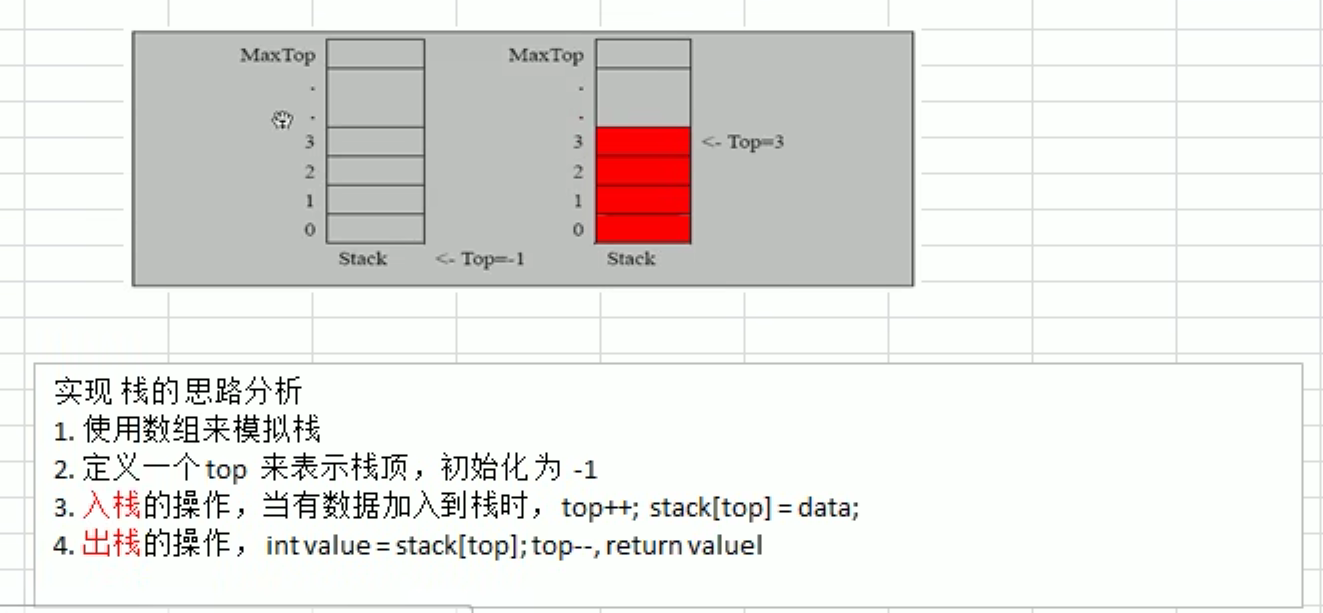 MaxTop MaxTop
. .
. .
3 3 <- Top=3
2 2
1 1
0 0
Stack <- Top=-1 Stack
实现 栈的思路分析
1. 使用数组来模拟栈
2. 定义一个 top 来表示栈顶，初始化 为 -1
3. 入栈的操作，当有数据加入到栈时，top++; stack[top] = data;
4. 出栈的操作，int value = stack[top]; top--, return valuel